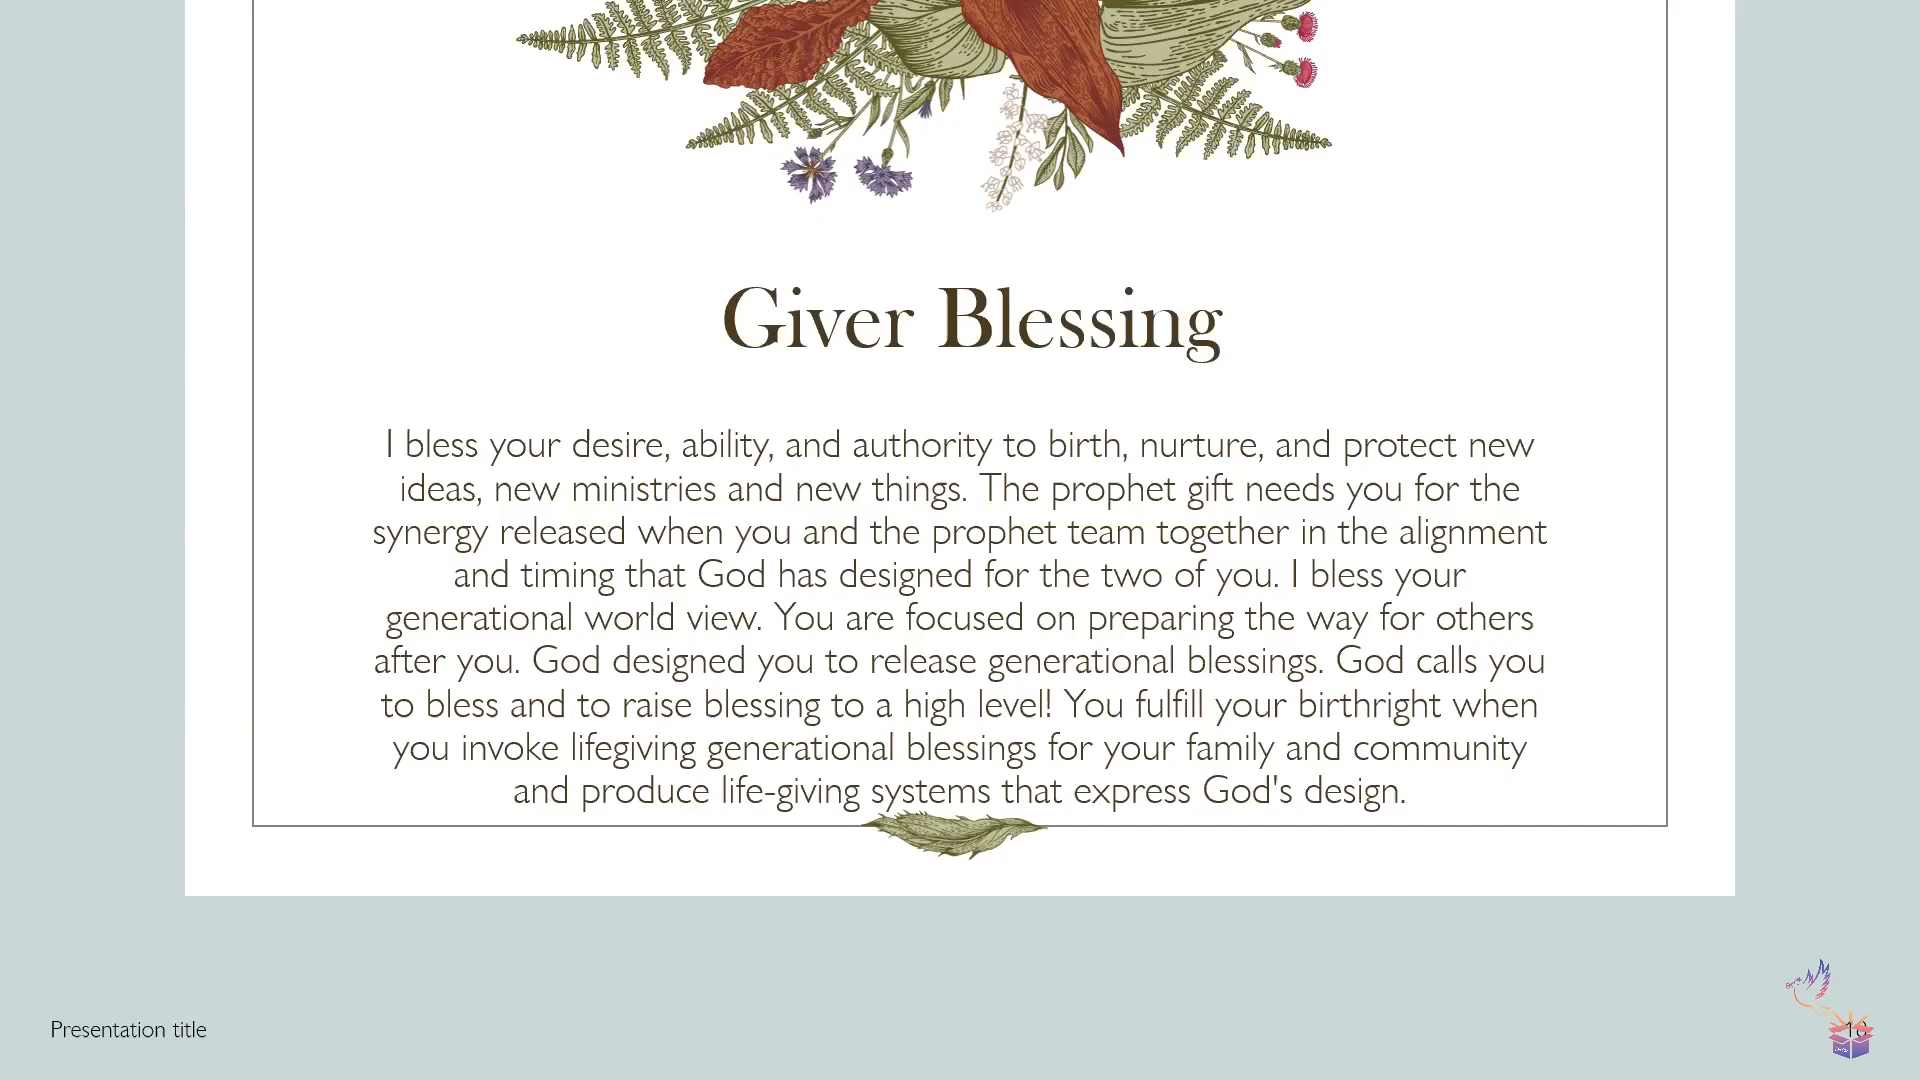 Giver Blessing
I bless your desire, ability, and authority to birth, nurture, and protect new
ideas, new ministries and new things. The prophet gift needs you for the
synergy released when you and the prophet team together in the alignment
and timing that God has designed for the two of you. I bless your
generational world view. You are focused on preparing the way for others
after you. God designed you to release generational blessings. God calls you
to bless and to raise blessing to a high level! You fulfill your birthright when
you invoke lifegiving generational blessings for your family and community
and produce life-giving systems that express God's design.
Presentation title